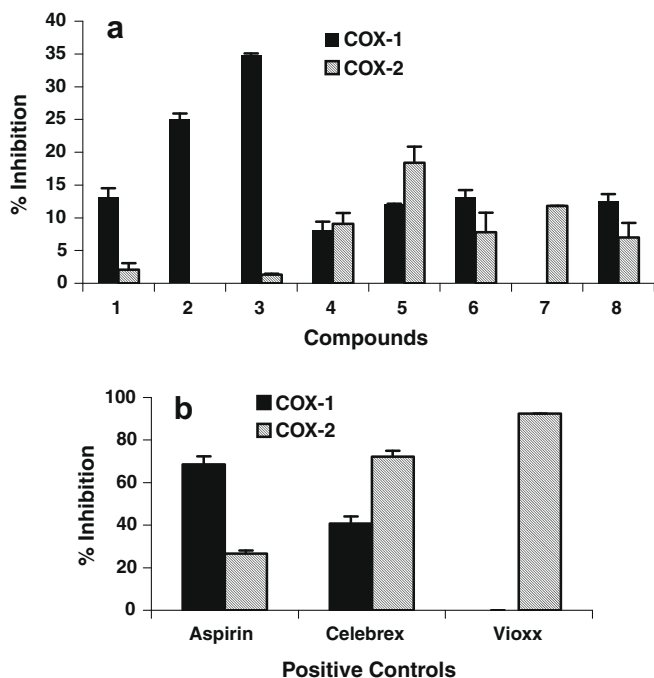 a
COX-1
COX-2
% Inhibition
40
35
30
25
20
15
10
5
0
1 2 3 4 5 6 7 8
Compounds
b
COX-1
COX-2
% Inhibition
100
80
60
40
20
0
Aspirin Celebrex Vioxx
Positive Controls